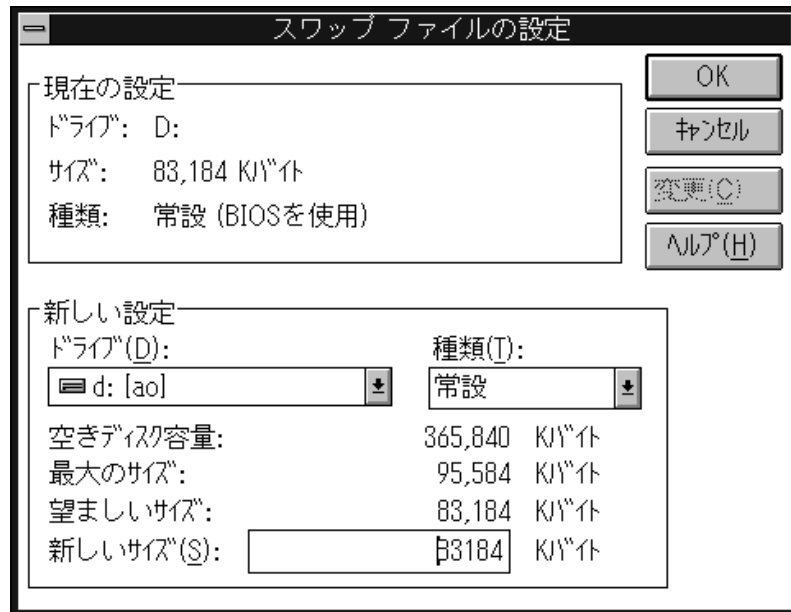 スワップ ファイルの設定
現在の設定
ﾄﾞﾗｲﾌﾞ: D:
ｻｲｽﾞ: 83,184 Kﾊﾞｲﾄ
種類: 常設 (BIOSを使用)
OK
ｷｬﾝｾﾙ
変更(C)
ﾍﾙﾌﾟ(H)
新しい設定
ﾄﾞﾗｲﾌﾞ(D):
d: [ao]
種類(T):
常設
空きﾃﾞｨｽｸ容量: 365,840 Kﾊﾞｲﾄ
最大のｻｲｽﾞ: 95,584 Kﾊﾞｲﾄ
望ましいｻｲｽﾞ: 83,184 Kﾊﾞｲﾄ
新しいｻｲｽﾞ(S): 83184 Kﾊﾞｲﾄ